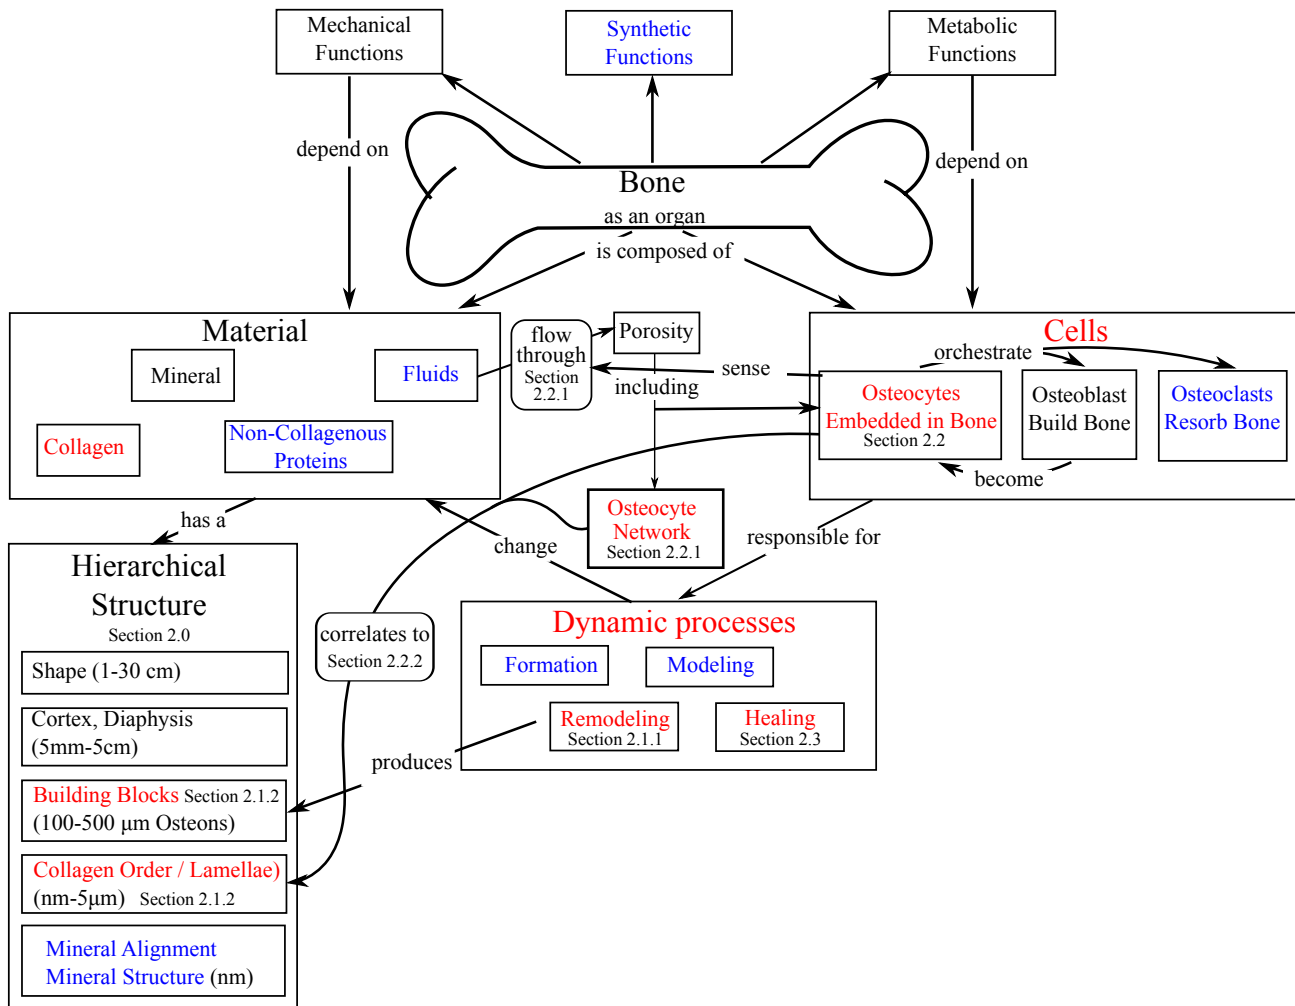 Mechanical
Functions
Synthetic
Functions
Metabolic
Functions
depend on
depend on
Bone
as an organ
is composed of
Material
Mineral
Fluids
Collagen
Non-Collagenous
Proteins
flow
through
Section
2.2.1
Porosity
including
sense
Cells
orchestrate
Osteocytes
Embedded in Bone
Section 2.2
Osteoblast
Build Bone
Osteoclasts
Resorb Bone
become
has a
change
Osteocyte
Network
Section 2.2.1
responsible for
Hierarchical
Structure
Section 2.0
Shape (1-30 cm)
Cortex, Diaphysis
(5mm-5cm)
Building Blocks Section 2.1.2
(100-500 μm Osteons)
Collagen Order / Lamellae)
(nm-5μm) Section 2.1.2
Mineral Alignment
Mineral Structure (nm)
correlates to
Section 2.2.2
produces
Dynamic processes
Formation
Modeling
Remodeling
Section 2.1.1
Healing
Section 2.3